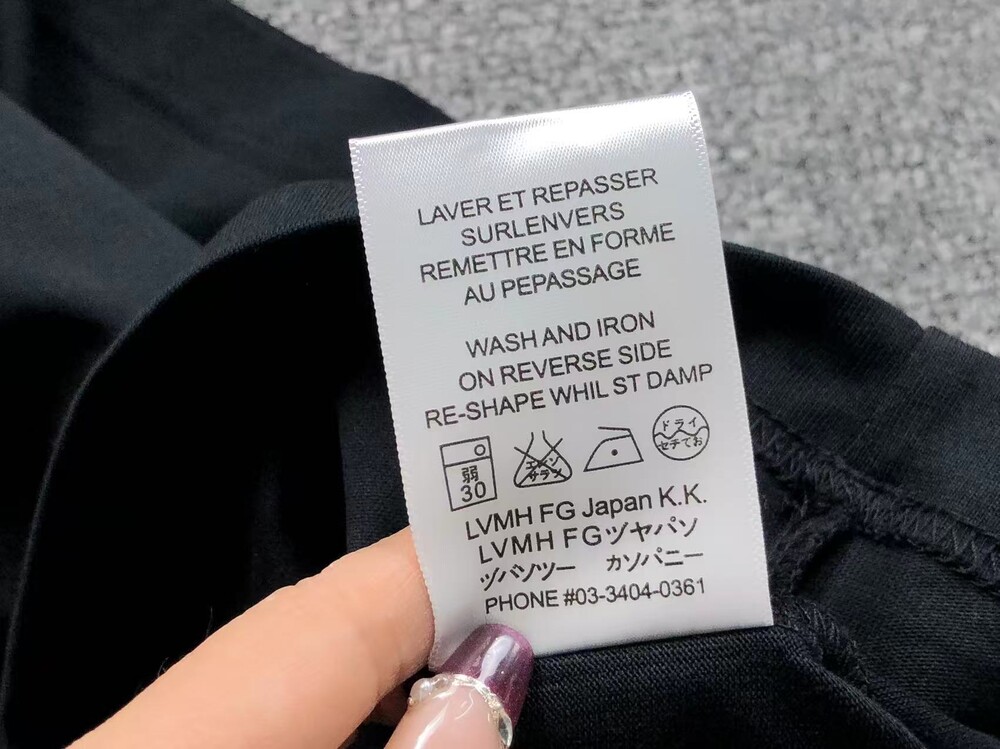 LAVER ET REPASSER
SURLENVERS
REMETTRE EN FORME
AU PEPASSAGE
WASH AND IRON
ON REVERSE SIDE
RE-SHAPE WHIL ST DAMP
弱
30
ドライ
LVMH FG Japan K.K.
LVMH FGヅヤパソ
ヅバソツー カソパニー
PHONE #03-3404-0361